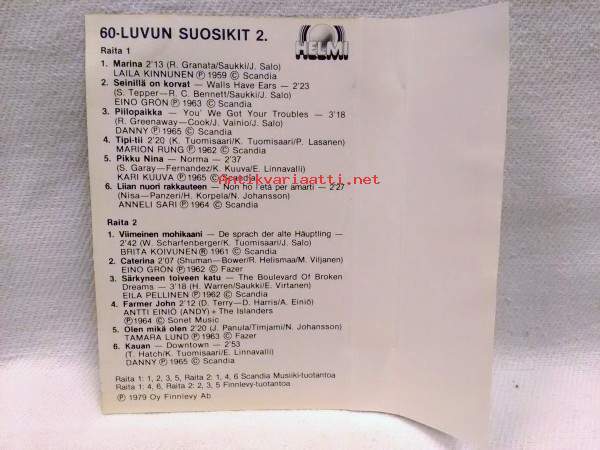 60-LUVUN SUOSIKIT 2.
HELMI
Raita 1
1. Marina 2'13 (R. Granata/Saukki/J. Salo)
LAILA KINNUNEN Ⓟ 1959 © Scandia
2. Seinillä on korvat — Walls Have Ears — 2'23
(S. Tepper—R. C. Bennett/Saukki/J. Salo)
EINO GRÖN Ⓟ 1963 © Scandia
3. Piilopaikka — You' We Got Your Troubles — 3'18
(R. Greenaway—Cook/J. Vainio/J. Salo)
DANNY Ⓟ 1965 © Scandia
4. Tipi-tii 2'20 (K. Tuomisaari/K. Tuomisaari/P. Lasanen)
MARION RUNG Ⓟ 1962 © Scandia
5. Pikku Nina — Norma — 2'37
(S. Garay—Fernandez/K. Kuuva/E. Linnavalli)
KARI KUUVA Ⓟ 1965 © Scandia
Antikvariaatti.net
6. Liian nuori rakkauteen — Non ho l'età per amarti — 2'27
(Nisa—Panzeri/H. Korpela/N. Johansson)
ANNELI SARI Ⓟ 1964 © Scandia
Raita 2
1. Viimeinen mohikaani — De sprach der alte Häuptling —
2'42 (W. Scharfenberger/K. Tuomisaari/J. Salo)
BRITA KOIVUNEN Ⓡ 1961 © Scandia
2. Caterina 2'07 (Shuman—Bower/R. Helismaa/M. Viljanen)
EINO GRÖN Ⓟ 1962 © Fazer
3. Särkyneen toiveen katu — The Boulevard Of Broken
Dreams — 3'18 (H. Warren/Saukki/E. Virtanen)
EILA PELLINEN Ⓟ 1962 © Scandia
4. Farmer John 2'12 (D. Terry—D. Harris/A. Einiö)
ANTTI EINIÖ (ANDY) + The Islanders
Ⓟ 1964 © Sonet Music
5. Olen mikä olen 2'20 (J. Panula/Timjami/N. Johansson)
TAMARA LUND Ⓟ 1963 © Fazer
6. Kauan — Downtown — 2'53
(T. Hatch/K. Tuomisaari/E. Linnavalli)
DANNY Ⓟ 1965 © Scandia
Raita 1: 1, 2, 3, 5, Raita 2: 1, 4, 6 Scandia Musiiki-tuotantoa
Raita 1: 4, 6, Raita 2: 2, 3, 5 Finnlevy-tuotantoa
Ⓟ 1979 Oy Finnlevy Ab